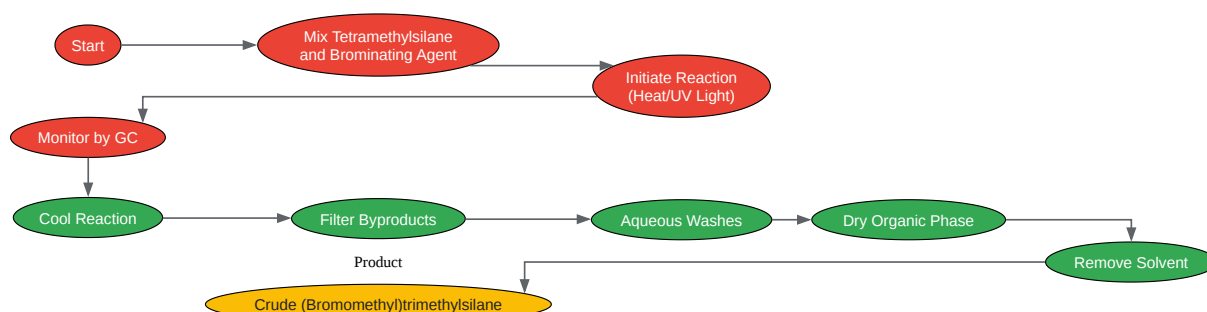 Start
Mix Tetramethylsilane
and Brominating Agent
Initiate Reaction
(Heat/UV Light)
Monitor by GC
Cool Reaction
Filter Byproducts
Aqueous Washes
Dry Organic Phase
Remove Solvent
Product
Crude (Bromomethyl)trimethylsilane